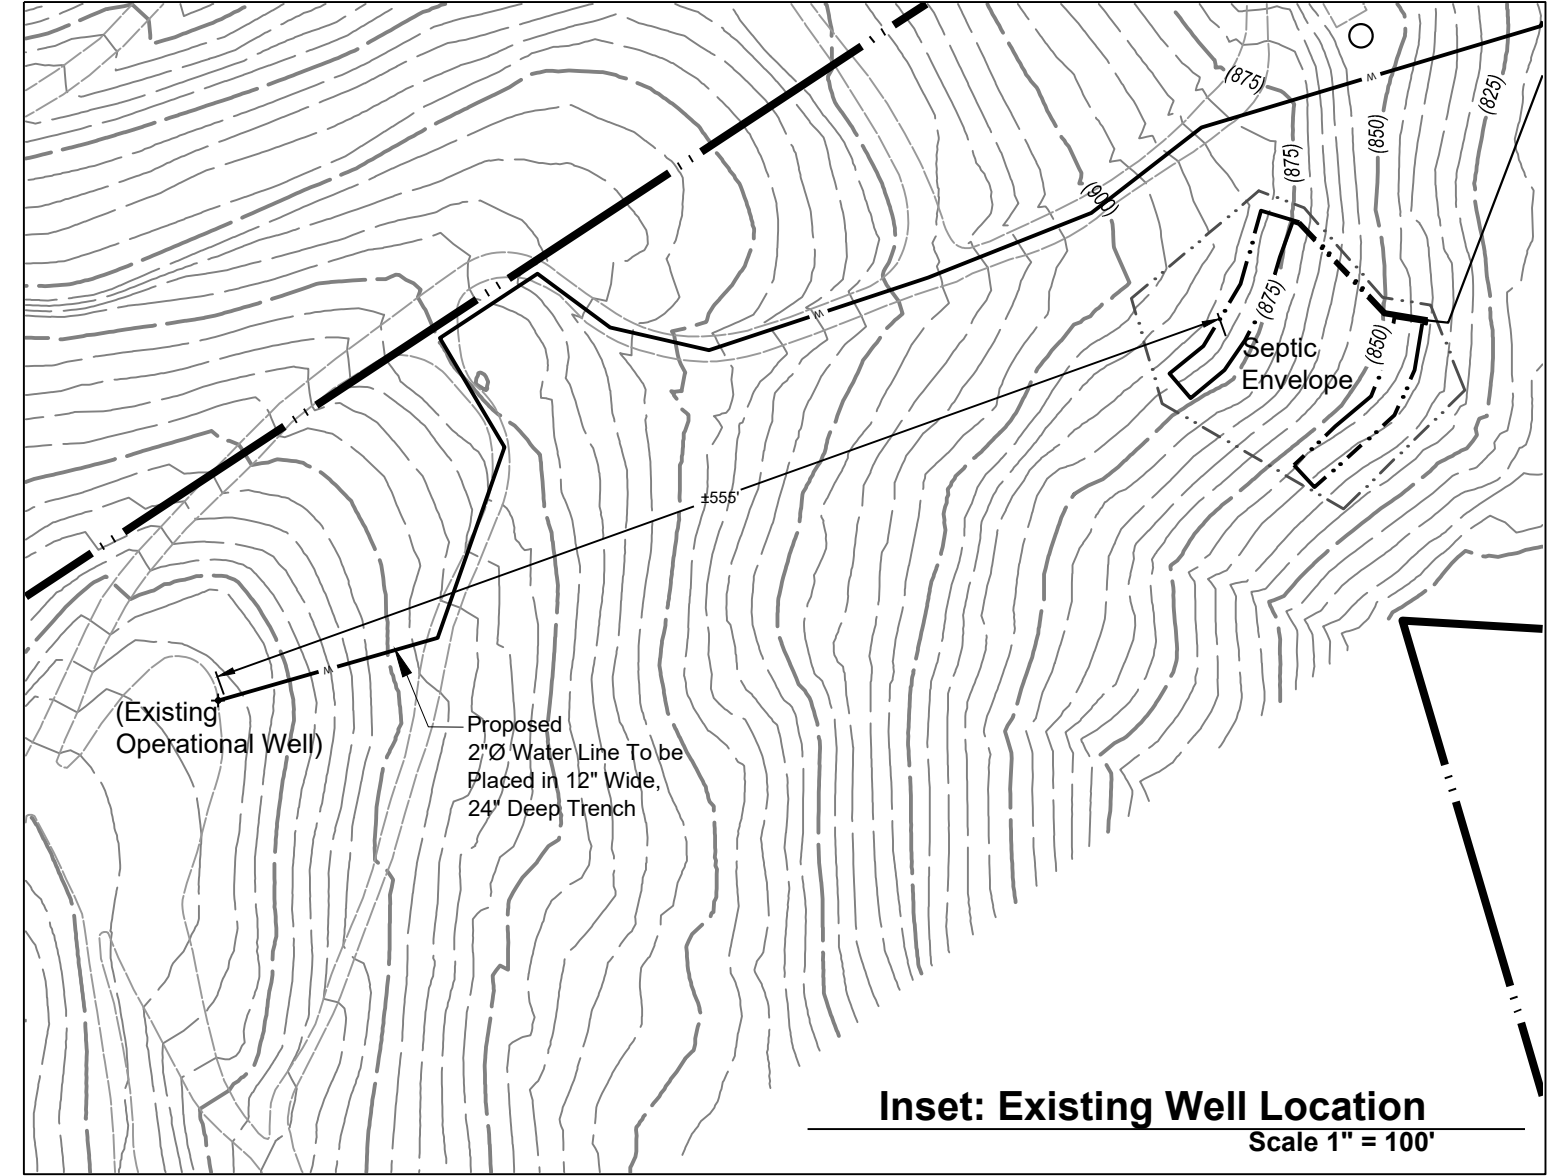 (875)
W
(825)
(850)
(875)
(900)
(875)
W
(850)
Septic
Envelope
±555'
W
(Existing
Operational Well)
Proposed
2"Ø Water Line To be
Placed in 12" Wide,
24" Deep Trench
Inset: Existing Well Location
Scale 1" = 100'